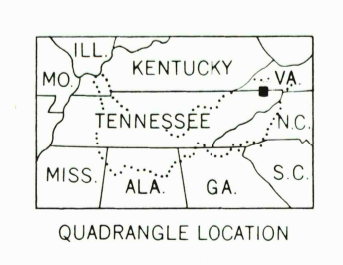 ILL.
KENTUCKY
MO. VA.
TENNESSEE
N.C.
MISS. ALA. GA. S.C.
QUADRANGLE LOCATION